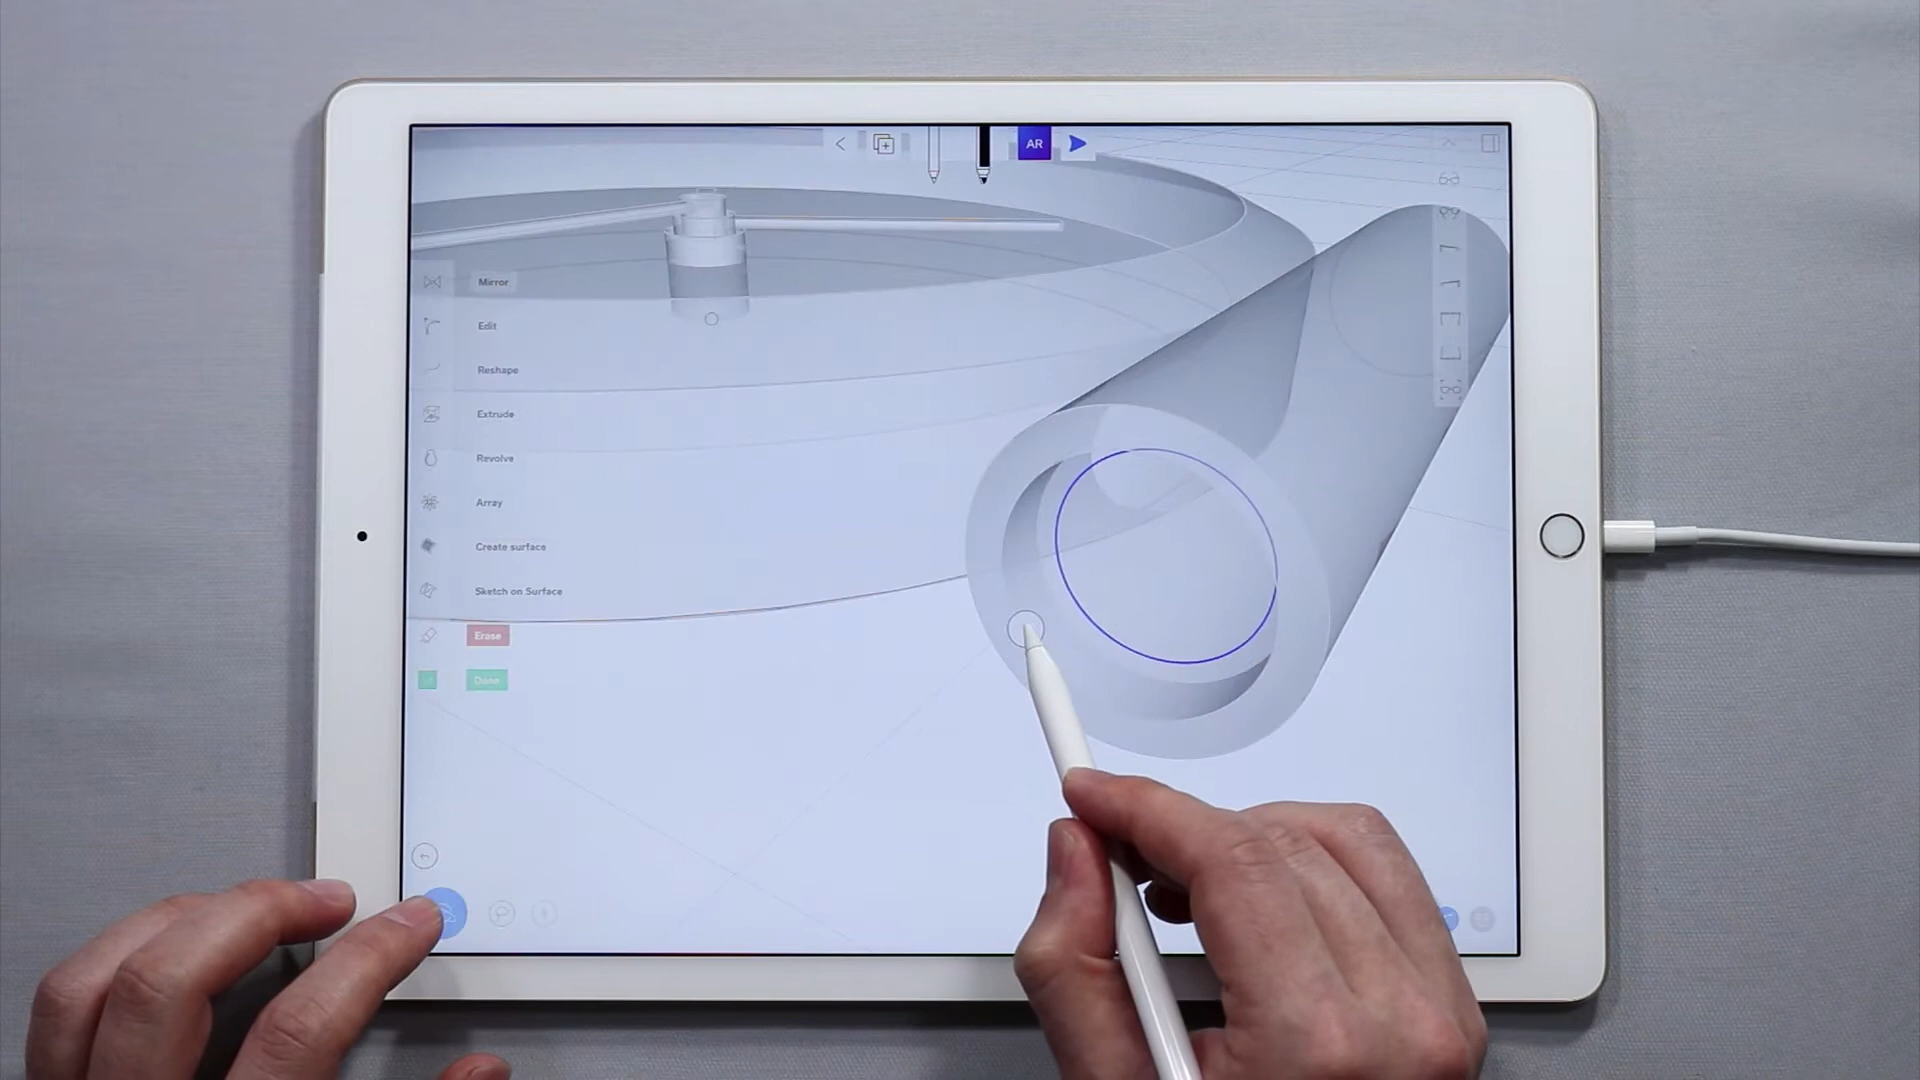 AR
Mirror
Edit
Reshape
Extrude
Revolve
Array
Create surface
Sketch on Surface
Erase
Done